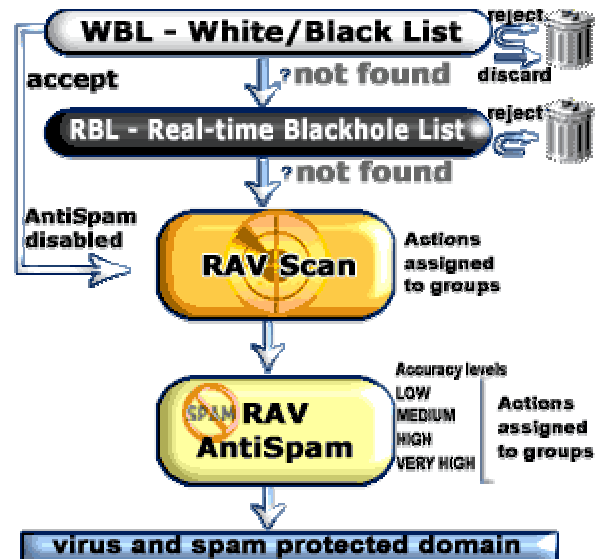 WBL - White/Black List
reject
discard
accept
?not found
RBL - Real-time Blackhole List
reject
?not found
AntiSpam
disabled
RAV Scan
Actions
assigned
to groups
SPAM
RAV
AntiSpam
Accuracy levels
LOW
MEDIUM
HIGH
VERY HIGH
Actions
assigned
to groups
virus and spam protected domain